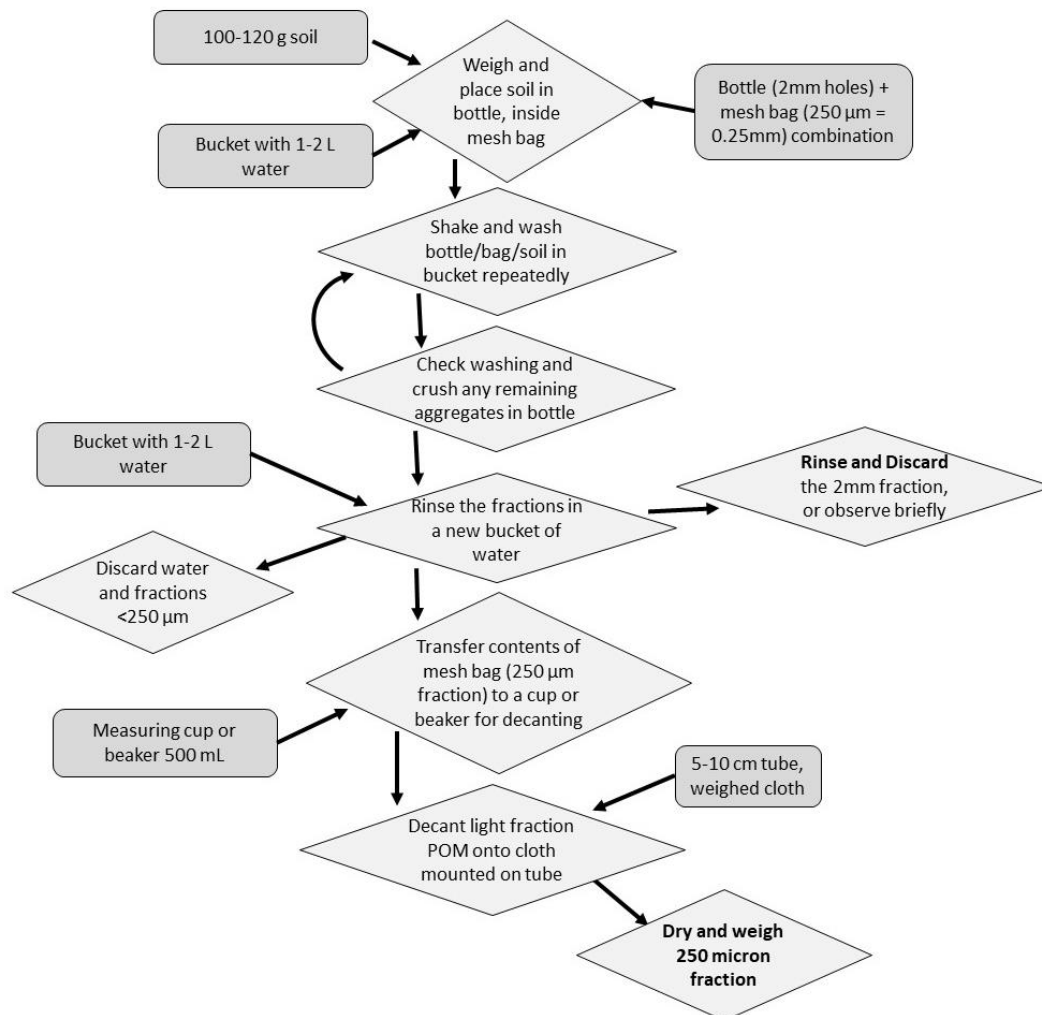 100-120 g soil
Weigh and
place soil in
bottle, inside
mesh bag
Bottle (2mm holes) +
mesh bag (250 µm =
0.25mm) combination
Bucket with 1-2 L
water
Shake and wash
bottle/bag/soil in
bucket repeatedly
Check washing and
crush any remaining
aggregates in bottle
Bucket with 1-2 L
water
Rinse and Discard
the 2mm fraction,
or observe briefly
Rinse the fractions in
a new bucket of
water
Discard water
and fractions
<250 µm
Transfer contents of
mesh bag (250 µm
fraction) to a cup or
beaker for decanting
Measuring cup or
beaker 500 mL
5-10 cm tube,
weighed cloth
Decant light fraction
POM onto cloth
mounted on tube
Dry and weigh
250 micron
fraction